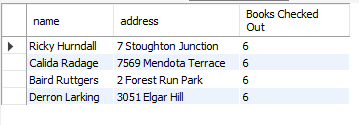 name address Books Checked
Out
Ricky Hurndall 7 Stoughton Junction 6
Calida Radage 7569 Mendota Terrace 6
Baird Ruttgers 2 Forest Run Park 6
Derron Larking 3051 Elgar Hill 6